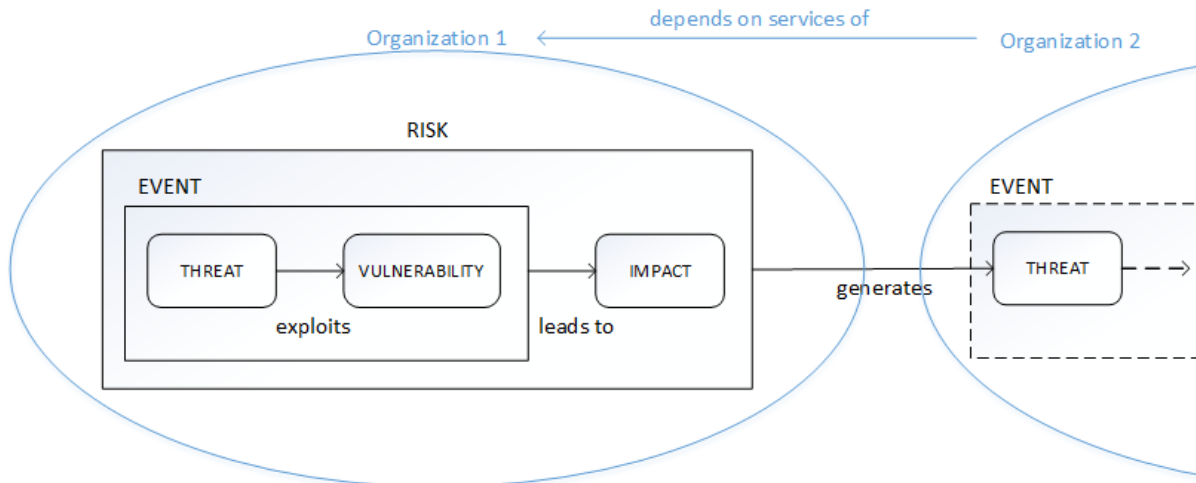 depends on services of
Organization 1
Organization 2
RISK
EVENT
EVENT
THREAT
VULNERABILITY
IMPACT
THREAT
generates
exploits
leads to